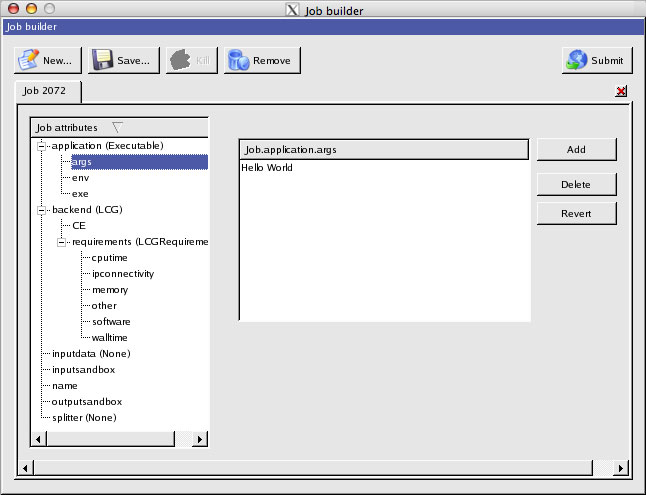 Job builder
Job builder
New... Save... Kill Remove Submit
Job 2072
Job attributes
application (Executable)
args
env
exe
backend (LCG)
CE
requirements (LCGRequireme
cputime
ipconnectivity
memory
other
software
walltime
inputdata (None)
inputsandbox
name
outputsandbox
splitter (None)
Job.application.args
Hello World
Add
Delete
Revert